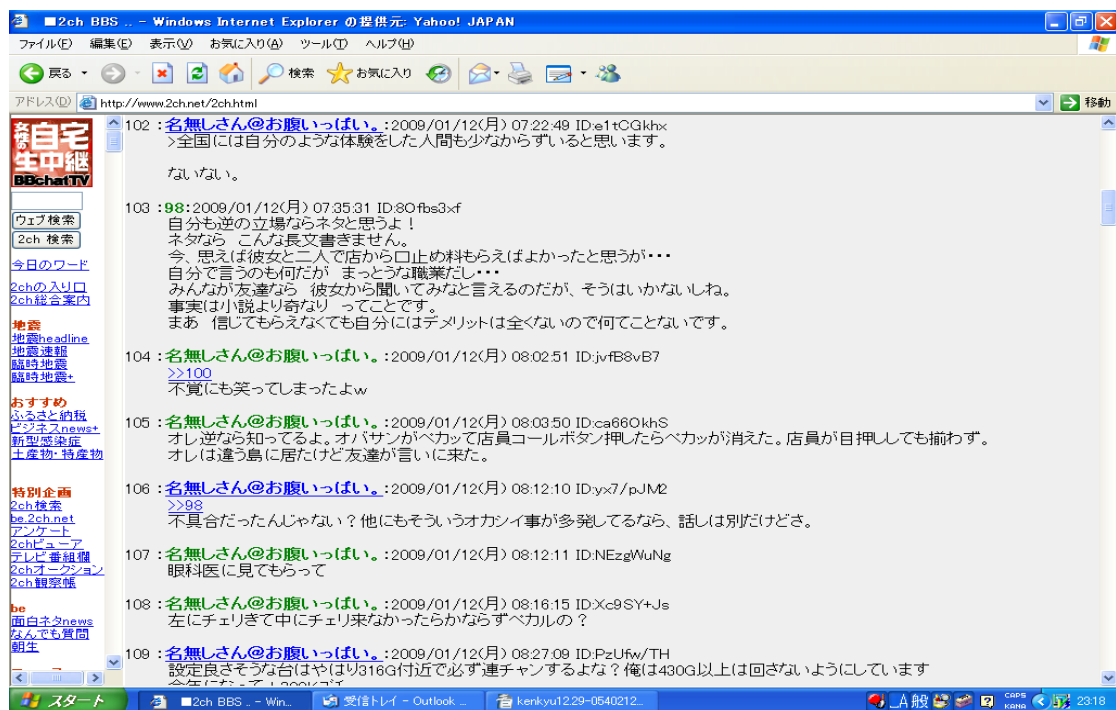 ■2ch BBS .. - Windows Internet Explorer の提供元: Yahoo! JAPAN
ファイル(F) 編集(E) 表示(V) お気に入り(A) ツール(T) ヘルプ(H)
戻る 検索 お気に入り
アドレス(D) http://www.2ch.net/2ch.html 移動
女性の自宅
生中継
BBchatTV
ウェブ検索
2ch 検索
今日のワード
2chの入り口
2ch総合案内
地震
地震headline
地震速報
臨時地震
臨時地震+
おすすめ
ふるさと納税
ビジネスnews+
新型感染症
土産物・特産物
特別企画
2ch検索
be.2ch.net
アンケート
2chビューア
テレビ番組欄
2chオークション
2ch観察帳
be
面白ネタnews
なんでも質問
朝生
102 :名無しさん@お腹いっぱい。:2009/01/12(月) 07:22:49 ID:e1tCGkhx
>全国には自分のような体験をした人間も少なからずいると思います。
ないない。
103 :98:2009/01/12(月) 07:35:31 ID:8Ofbs3xf
自分も逆の立場ならネタと思うよ！
ネタなら こんな長文書きません。
今、思えば彼女と二人で店から口止め料もらえばよかったと思うが・・・
自分で言うのも何だが まっとうな職業だし・・・
みんなが友達なら 彼女から聞いてみなと言えるのだが、そうはいかないしね。
事実は小説より奇なり ってことです。
まあ 信じてもらえなくても自分にはデメリットは全くないので何てことないです。
104 :名無しさん@お腹いっぱい。:2009/01/12(月) 08:02:51 ID:jvfB8vB7
>>100
不覚にも笑ってしまったよw
105 :名無しさん@お腹いっぱい。:2009/01/12(月) 08:03:50 ID:ca66OkhS
オレ逆なら知ってるよ。オバサンがペカッて店員コールボタン押したらペカッが消えた。店員が目押ししても揃わず。
オレは違う島に居たけど友達が言いに来た。
106 :名無しさん@お腹いっぱい。:2009/01/12(月) 08:12:10 ID:yx7/pJM2
>>98
不具合だったんじゃない？他にもそういうオカシイ事が多発してるなら、話しは別だけどさ。
107 :名無しさん@お腹いっぱい。:2009/01/12(月) 08:12:11 ID:NEzgWuNg
眼科医に見てもらって
108 :名無しさん@お腹いっぱい。:2009/01/12(月) 08:16:15 ID:Xc9SY+Js
左にチェリきて中にチェリ来なかったらかならずペカルの？
109 :名無しさん@お腹いっぱい。:2009/01/12(月) 08:27:09 ID:PzUfw/TH
設定良さそうな台はやはり316G付近で必ず連チャンするよな？俺は430G以上は回さないようにしています
スタート ■2ch BBS .. - Win... 受信トレイ - Outlook ... kenkyu12.29-0540212... A 般 CAPS KANA 23:18